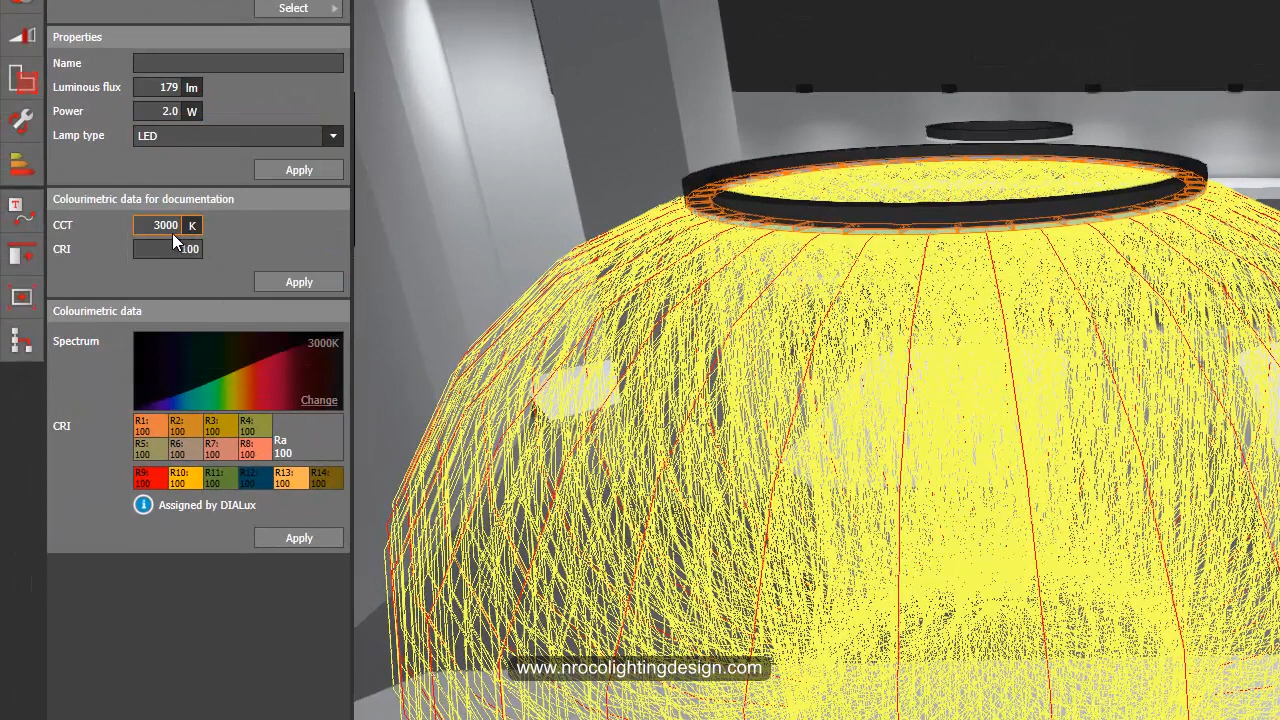 Select
Properties
Name
Luminous flux 179 lm
Power 2.0 W
Lamp type LED
Apply
Colourimetric data for documentation
CCT 3000 K
CRI 100
Apply
Colourimetric data
Spectrum 3000K
Change
CRI
R1: 100 R2: 100 R3: 100 R4: 100
R5: 100 R6: 100 R7: 100 R8: 100
Ra 100
R9: 100 R10: 100 R11: 100 R12: 100 R13: 100 R14: 100
Assigned by DIALux
Apply
T
www.nrocolightingdesign.com